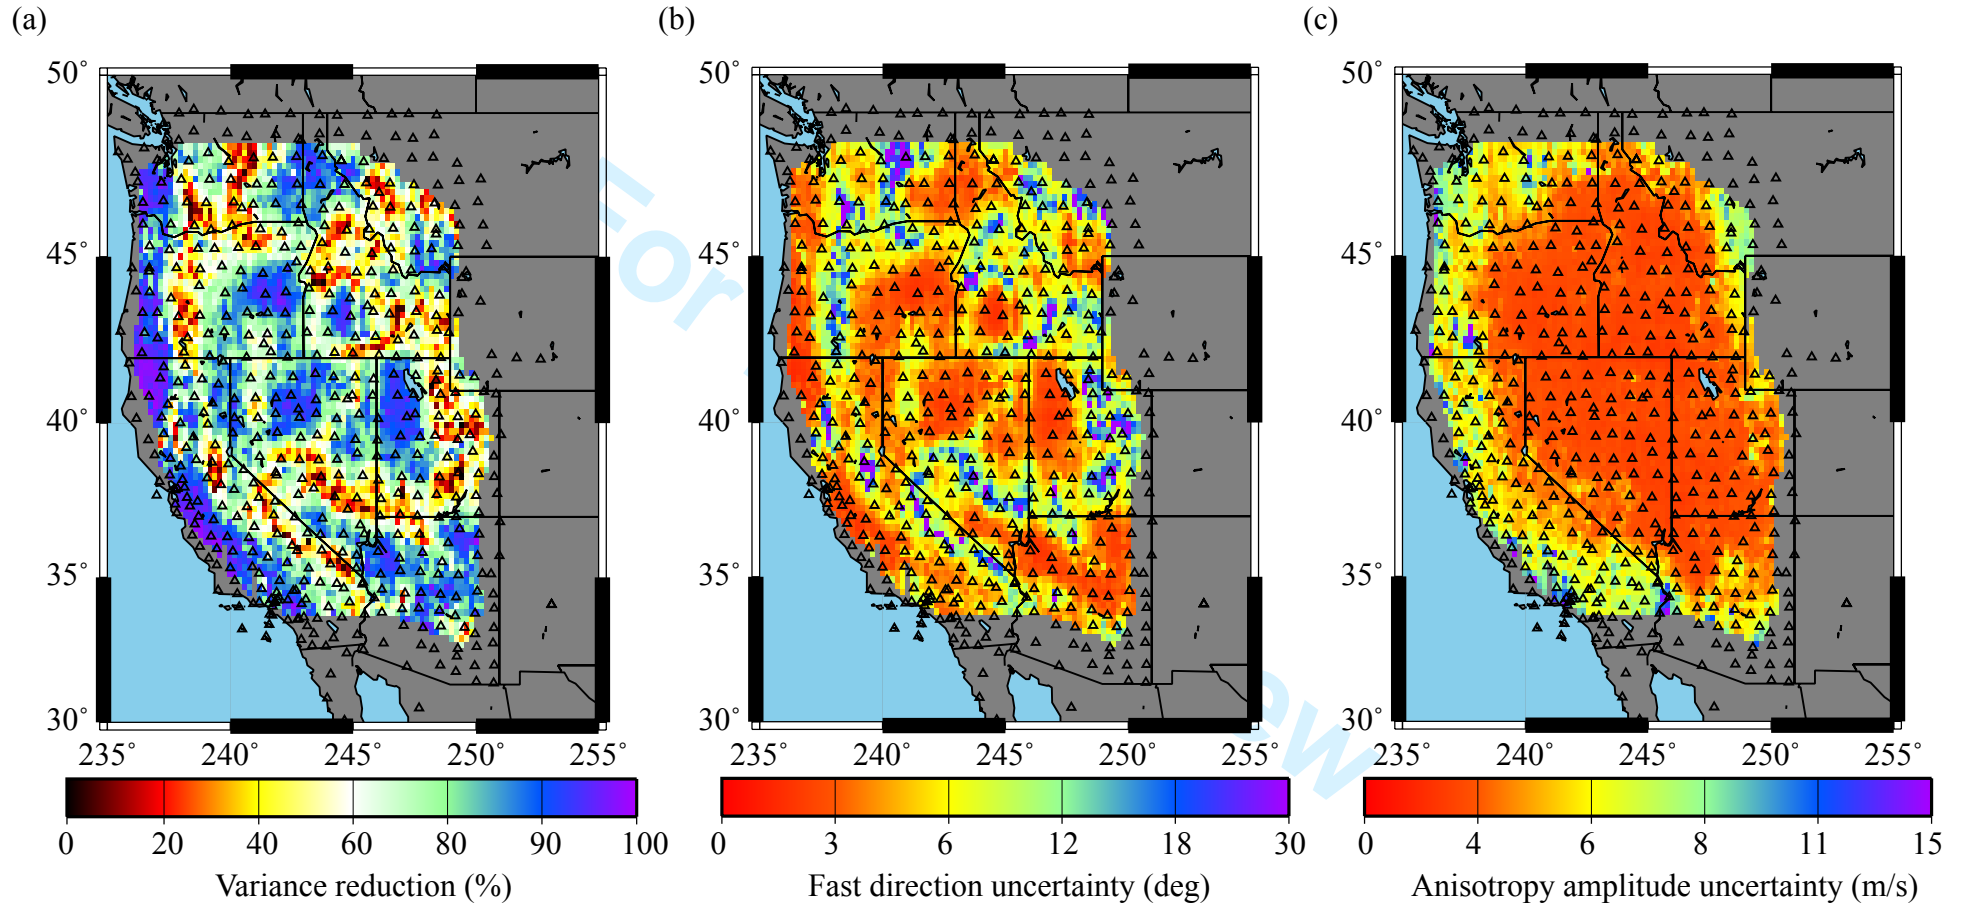 (a) (b) (c)
50° 50° 50°
45° 45° 45°
40° 40° 40°
35° 35° 35°
30° 30° 30°
235° 240° 245° 250° 255° 235° 240° 245° 250° 255° 235° 240° 245° 250° 255°
0 20 40 60 80 90 100 0 3 6 12 18 30 0 4 6 8 11 15
Variance reduction (%) Fast direction uncertainty (deg) Anisotropy amplitude uncertainty (m/s)
For
ew